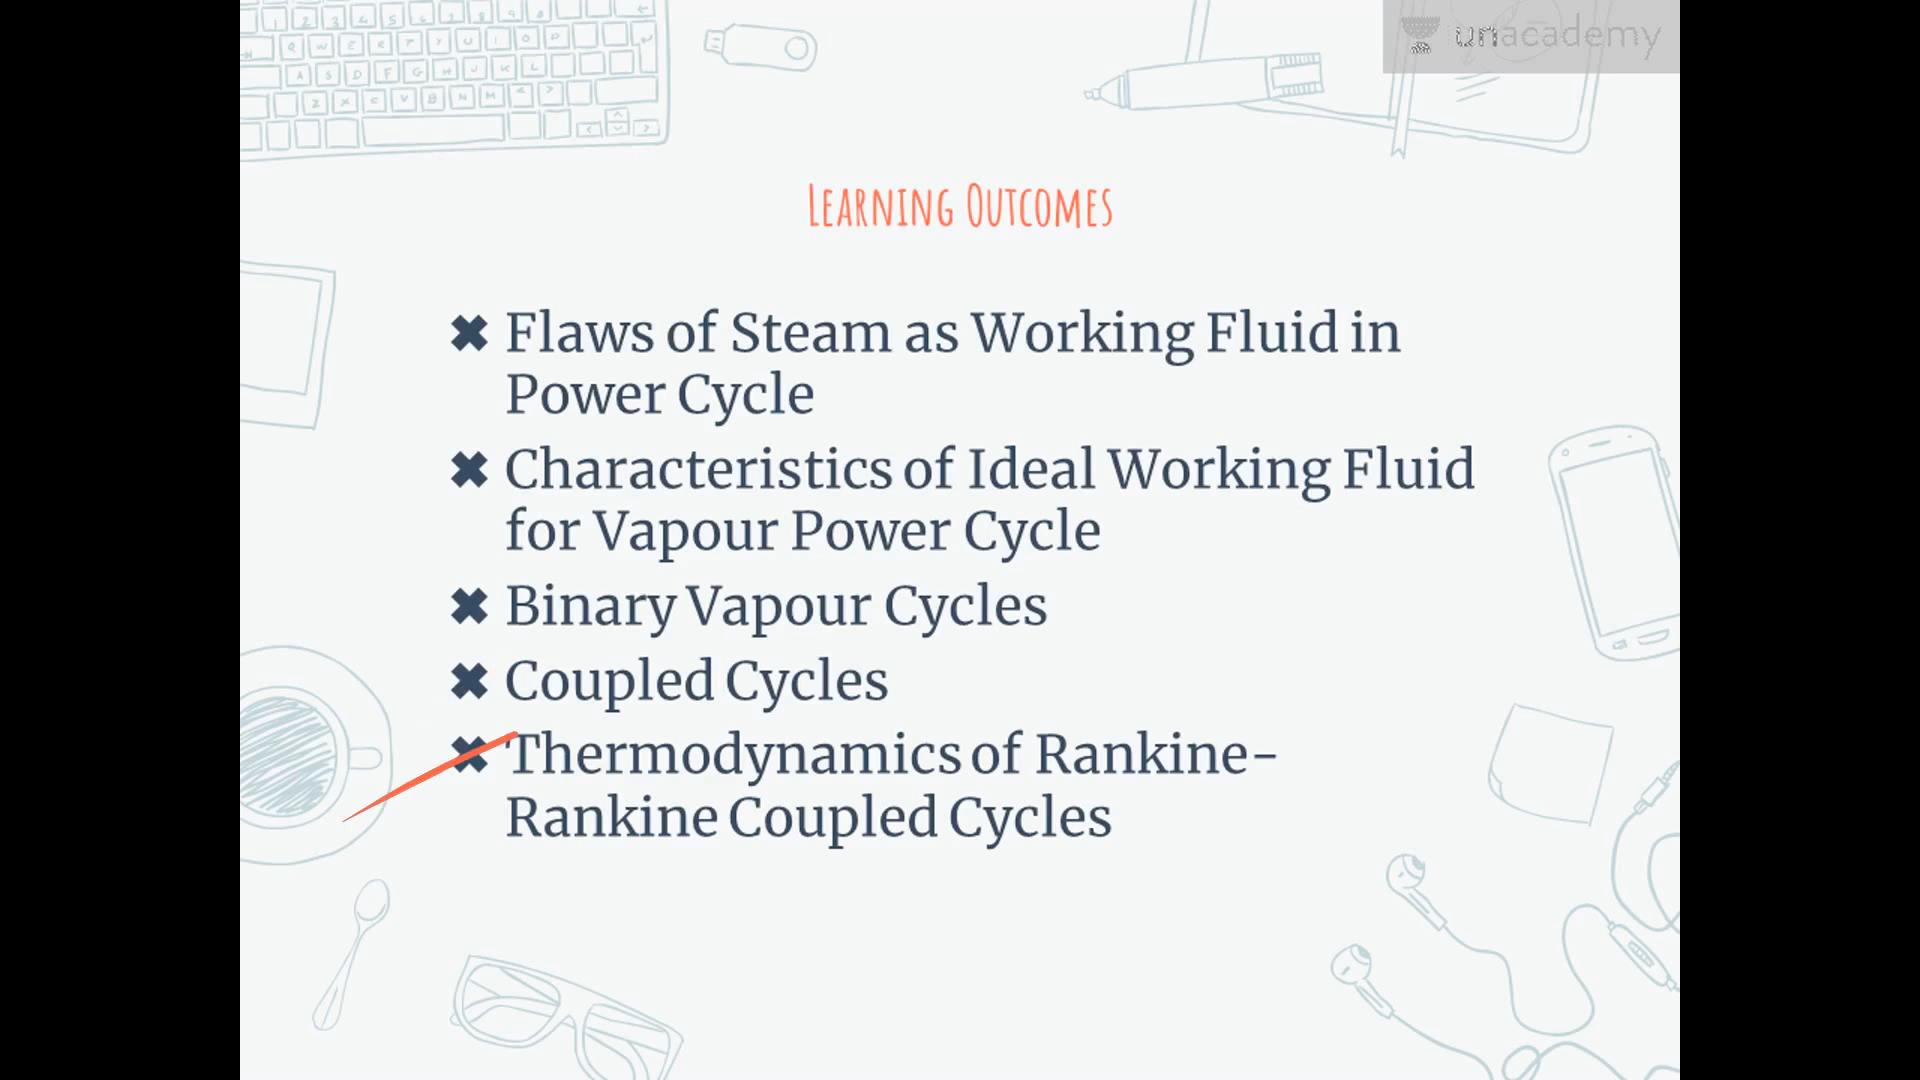 unacademy
Learning Outcomes
✖ Flaws of Steam as Working Fluid in
Power Cycle
✖ Characteristics of Ideal Working Fluid
for Vapour Power Cycle
✖ Binary Vapour Cycles
✖ Coupled Cycles
✖ Thermodynamics of Rankine-
Rankine Coupled Cycles